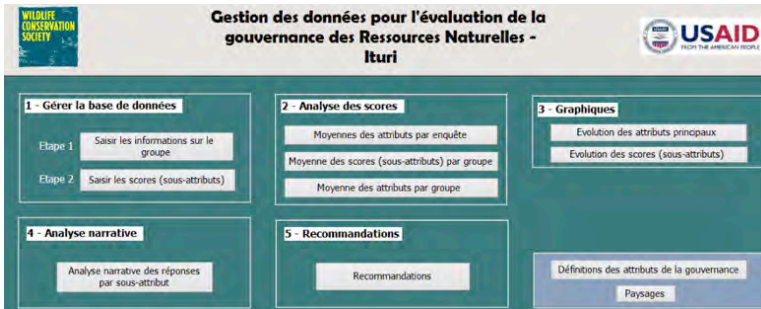 WILDLIFE
CONSERVATION
SOCIETY
Gestion des données pour l'évaluation de la
gouvernance des Ressources Naturelles -
Ituri
USAID
FROM THE AMERICAN PEOPLE
1 - Gérer la base de données
Etape 1
Saisir les informations sur le
groupe
Etape 2
Saisir les scores (sous-attributs)
2 - Analyse des scores
Moyennes des attributs par enquête
Moyenne des scores (sous-attributs) par groupe
Moyenne des attributs par groupe
3 - Graphiques
Evolution des attributs principaux
Evolution des scores (sous-attributs)
4 - Analyse narrative
Analyse narrative des réponses
par sous-attribut
5 - Recommandations
Recommandations
Définitions des attributs de la gouvernance
Paysages